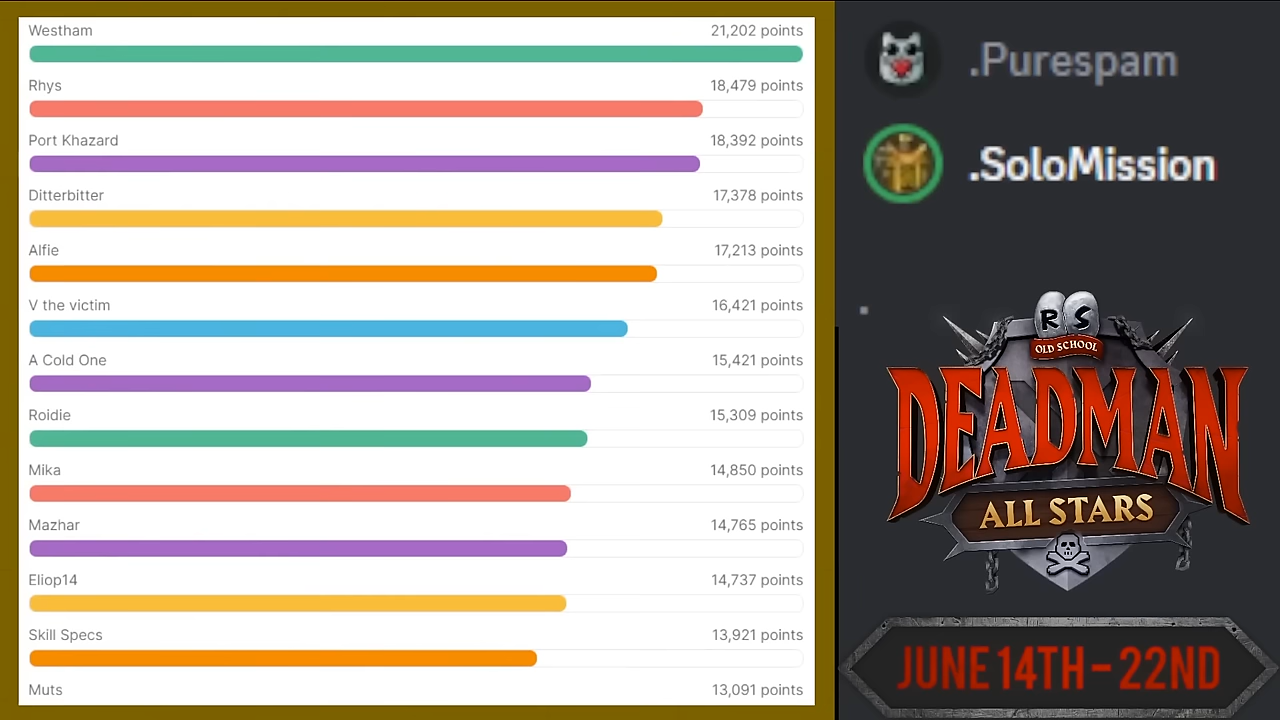 Westham 21,202 points
Rhys 18,479 points
Port Khazard 18,392 points
Ditterbitter 17,378 points
Alfie 17,213 points
V the victim 16,421 points
A Cold One 15,421 points
Roidie 15,309 points
Mika 14,850 points
Mazhar 14,765 points
Eliop14 14,737 points
Skill Specs 13,921 points
Muts 13,091 points
.Purespam
.SoloMission
R S
OLD SCHOOL
DEADMAN
ALL STARS
JUNE 14TH - 22ND